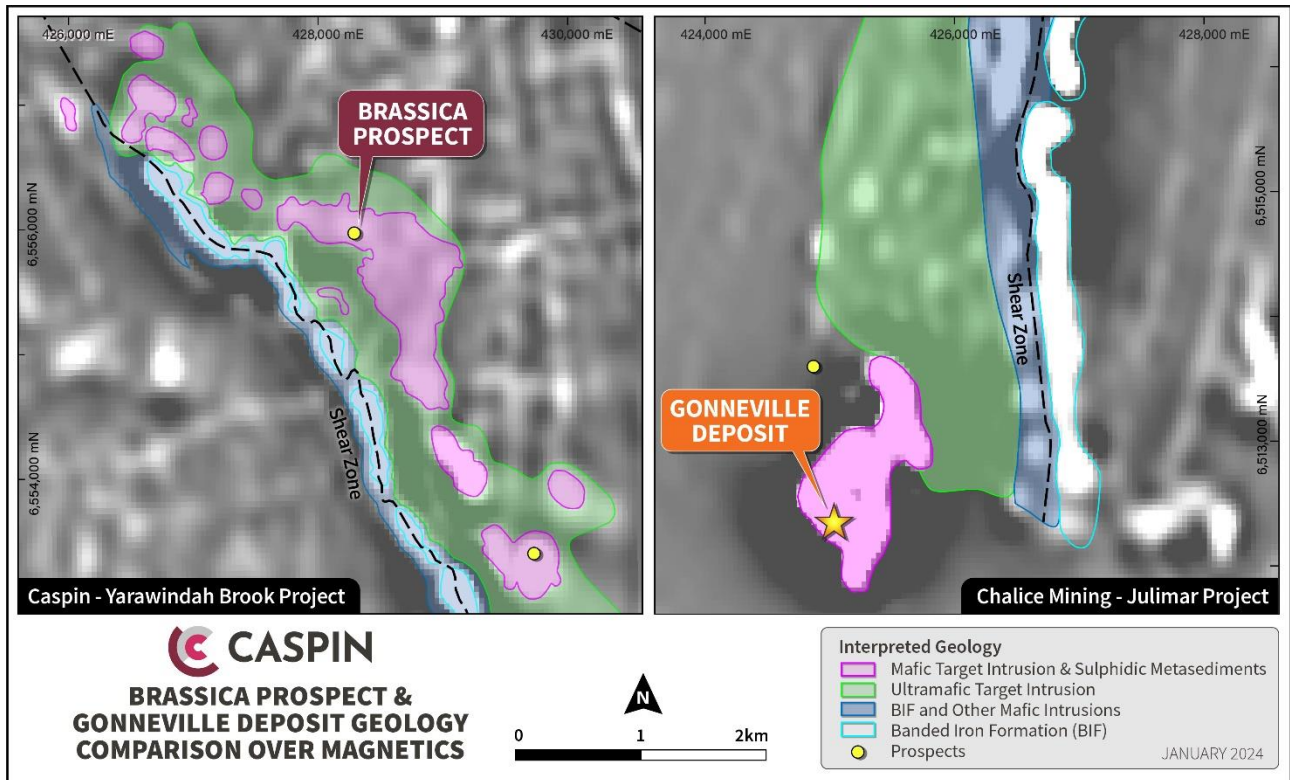 426,000 mE
428,000 mE
430,000 mE
6,556,000 mN
6,554,000 mN
BRASSICA
PROSPECT
Shear Zone
Caspin - Yarawindah Brook Project
424,000 mE
426,000 mE
428,000 mE
6,515,000 mN
6,513,000 mN
Shear Zone
GONNEVILLE
DEPOSIT
Chalice Mining - Julimar Project
CASPIN
BRASSICA PROSPECT &
GONNEVILLE DEPOSIT GEOLOGY
COMPARISON OVER MAGNETICS
N
0 1 2km
Interpreted Geology
Mafic Target Intrusion & Sulphidic Metasediments
Ultramafic Target Intrusion
BIF and Other Mafic Intrusions
Banded Iron Formation (BIF)
Prospects
JANUARY 2024